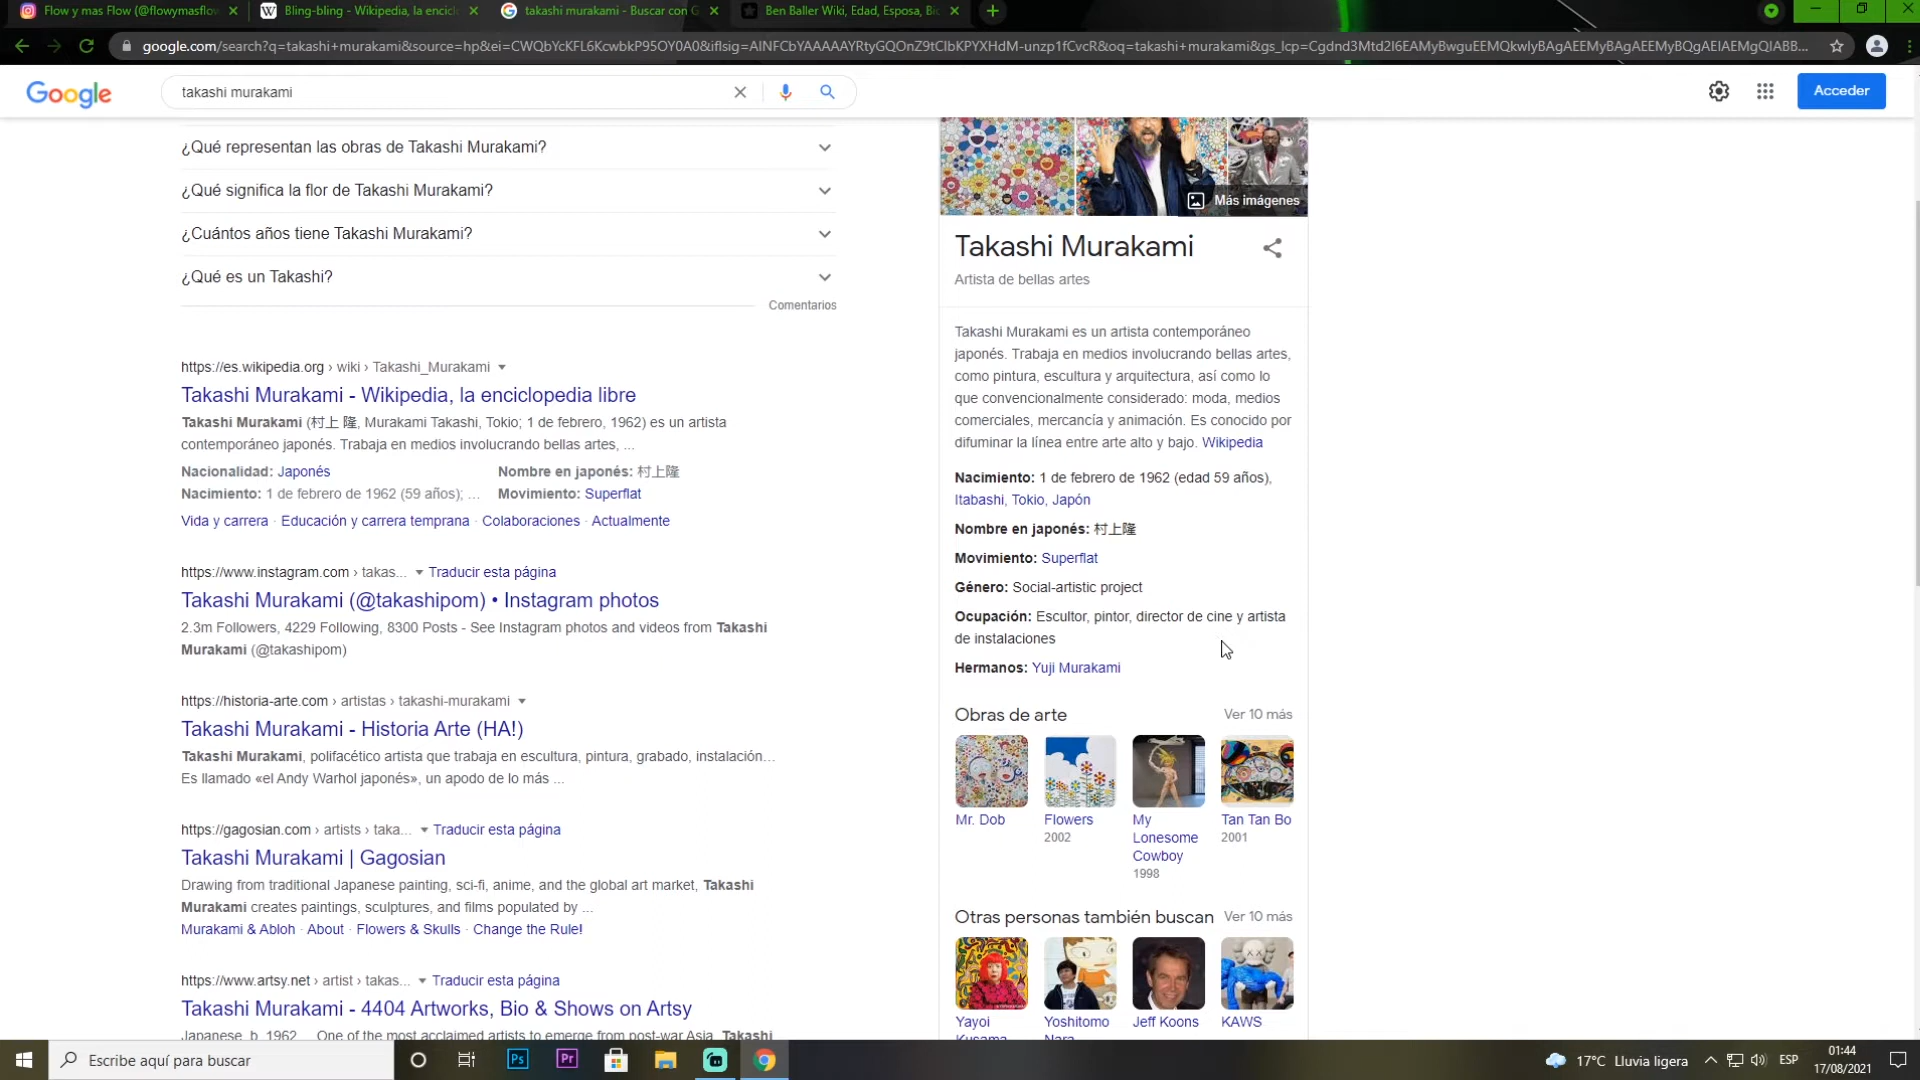 Flow y mas Flow (@flowymasflow
Bling-bling - Wikipedia, la encicl
takashi murakami - Buscar con G
Ben Baller Wiki, Edad, Esposa, Bi
google.com/search?q=takashi+murakami&source=hp&ei=CWQbYcKFL6KcwbkP95OY0A0&iflsig=AINFCbYAAAAAYRtyGQOnZ9tCIbKPYXHdM-unzp1fCvcR&oq=takashi+murakami&gs_lcp=Cgdnd3Mtd2l6EAMyBwguEEMQkwIyBAgAEEMyBAgAEEMyBQgAEIAEMgQIABB...
Google
takashi murakami
Acceder
¿Qué representan las obras de Takashi Murakami?
¿Qué significa la flor de Takashi Murakami?
¿Cuántos años tiene Takashi Murakami?
¿Qué es un Takashi?
Comentarios
https://es.wikipedia.org › wiki › Takashi_Murakami
Takashi Murakami - Wikipedia, la enciclopedia libre
Takashi Murakami (村上 隆, Murakami Takashi, Tokio; 1 de febrero, 1962) es un artista
contemporáneo japonés. Trabaja en medios involucrando bellas artes, ...
Nacionalidad: Japonés
Nombre en japonés: 村上隆
Nacimiento: 1 de febrero de 1962 (59 años); ...
Movimiento: Superflat
Vida y carrera · Educación y carrera temprana · Colaboraciones · Actualmente
https://www.instagram.com › takas... Traducir esta página
Takashi Murakami (@takashipom) • Instagram photos
2.3m Followers, 4229 Following, 8300 Posts - See Instagram photos and videos from Takashi
Murakami (@takashipom)
https://historia-arte.com › artistas › takashi-murakami
Takashi Murakami - Historia Arte (HA!)
Takashi Murakami, polifacético artista que trabaja en escultura, pintura, grabado, instalación…
Es llamado «el Andy Warhol japonés», un apodo de lo más ...
https://gagosian.com › artists › taka... Traducir esta página
Takashi Murakami | Gagosian
Drawing from traditional Japanese painting, sci-fi, anime, and the global art market, Takashi
Murakami creates paintings, sculptures, and films populated by ...
Murakami & Abloh · About · Flowers & Skulls · Change the Rule!
https://www.artsy.net › artist › takas... Traducir esta página
Takashi Murakami - 4404 Artworks, Bio & Shows on Artsy
Japanese, b. 1962 One of the most acclaimed artists to emerge from post-war Asia, Takashi
Más imágenes
Takashi Murakami
Artista de bellas artes
Takashi Murakami es un artista contemporáneo
japonés. Trabaja en medios involucrando bellas artes,
como pintura, escultura y arquitectura, así como lo
que convencionalmente considerado: moda, medios
comerciales, mercancía y animación. Es conocido por
difuminar la línea entre arte alto y bajo. Wikipedia
Nacimiento: 1 de febrero de 1962 (edad 59 años),
Itabashi, Tokio, Japón
Nombre en japonés: 村上隆
Movimiento: Superflat
Género: Social-artistic project
Ocupación: Escultor, pintor, director de cine y artista
de instalaciones
Hermanos: Yuji Murakami
Obras de arte
Ver 10 más
Mr. Dob
Flowers
2002
My
Lonesome
Cowboy
1998
Tan Tan Bo
2001
Otras personas también buscan
Ver 10 más
Yayoi
Kusama
Yoshitomo
Nara
Jeff Koons
KAWS
Escribe aquí para buscar
Ps
Pr
17°C Lluvia ligera
ESP
01:44
17/08/2021